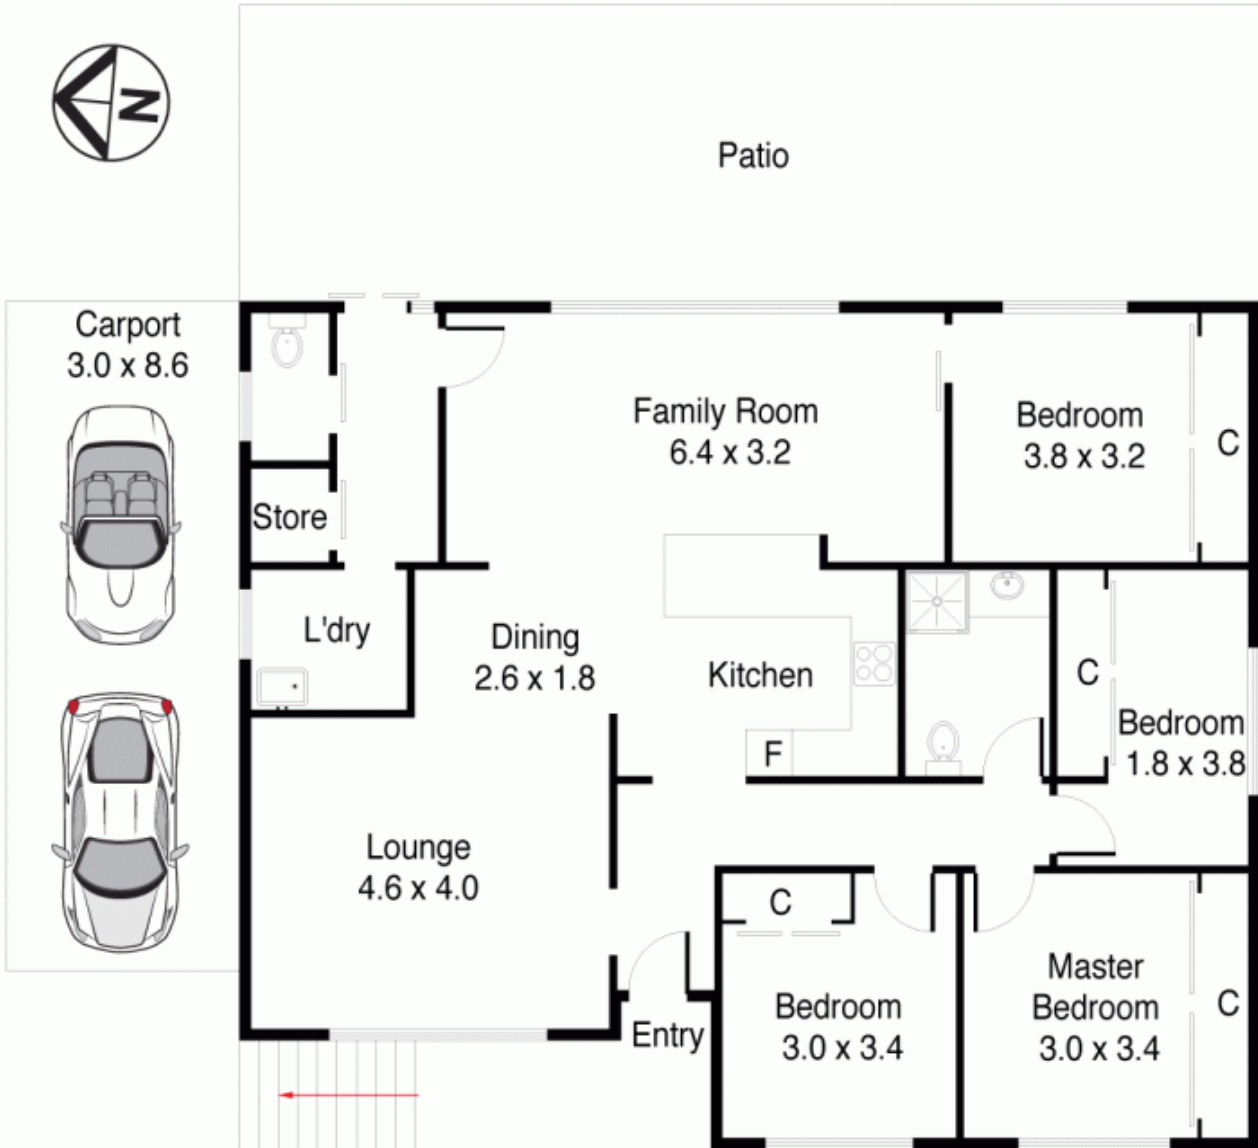 N
Patio
Carport
3.0 x 8.6
Family Room
6.4 x 3.2
Bedroom
3.8 x 3.2
C
Store
L'dry
Dining
2.6 x 1.8
Kitchen
F
C
Bedroom
1.8 x 3.8
Lounge
4.6 x 4.0
C
Entry
Bedroom
3.0 x 3.4
Master
Bedroom
3.0 x 3.4
C